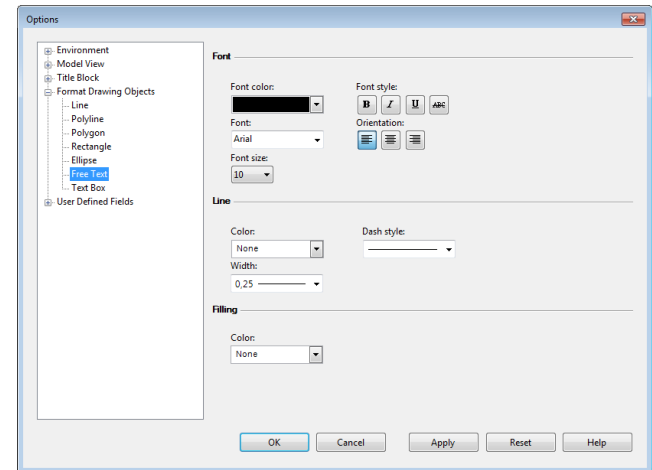 Options
Environment
Model View
Title Block
Format Drawing Objects
Line
Polyline
Polygon
Rectangle
Ellipse
Free Text
Text Box
User Defined Fields
Font
Font color:
Font style:
B I U ABC
Font:
Orientation:
Arial
Font size:
10
Line
Color:
Dash style:
None
Width:
0,25
Filling
Color:
None
OK Cancel Apply Reset Help